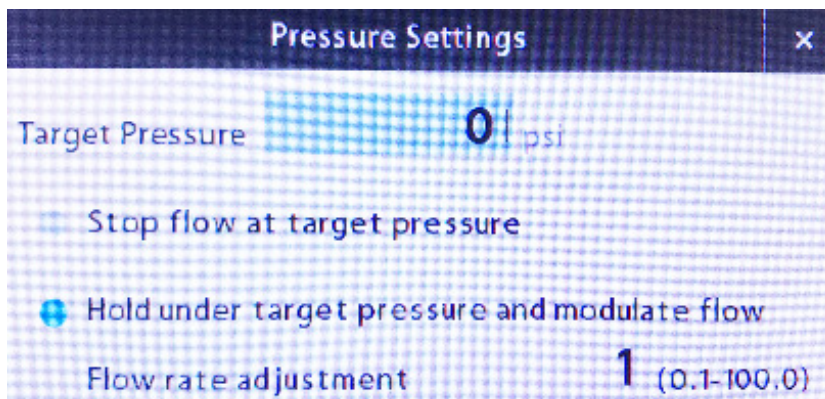 Pressure Settings ×
Target Pressure 0 psi
Stop flow at target pressure
Hold under target pressure and modulate flow
Flow rate adjustment 1 (0.1-100.0)